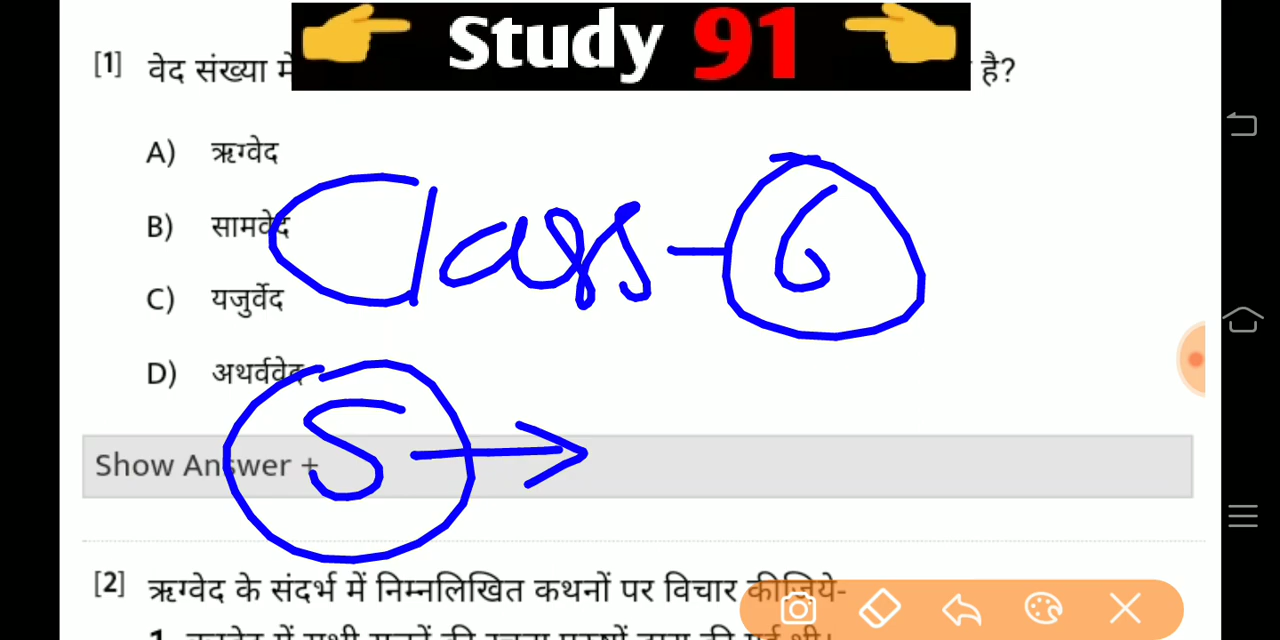 Study 91
[1] वेद संख्या में है?
A) ऋग्वेद
B) सामवेद
Class-6
C) यजुर्वेद
D) अथर्ववेद
5 →
Show Answer +
[2] ऋग्वेद के संदर्भ में निम्नलिखित कथनों पर विचार कीजिये-